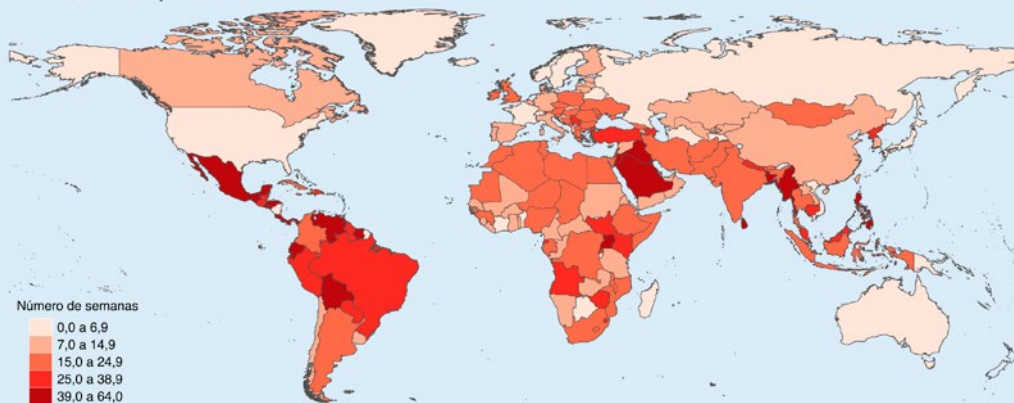 Número de semanas
0,0 a 6,9
7,0 a 14,9
15,0 a 24,9
25,0 a 38,9
39,0 a 64,0